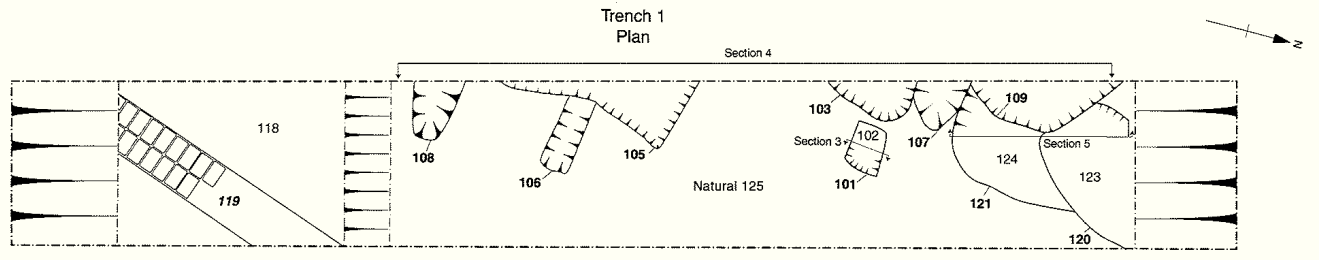 Trench 1
Plan
N
Section 4
118
119
108
106
105
Natural 125
103
102
Section 3
101
107
109
Section 5
124
123
121
120